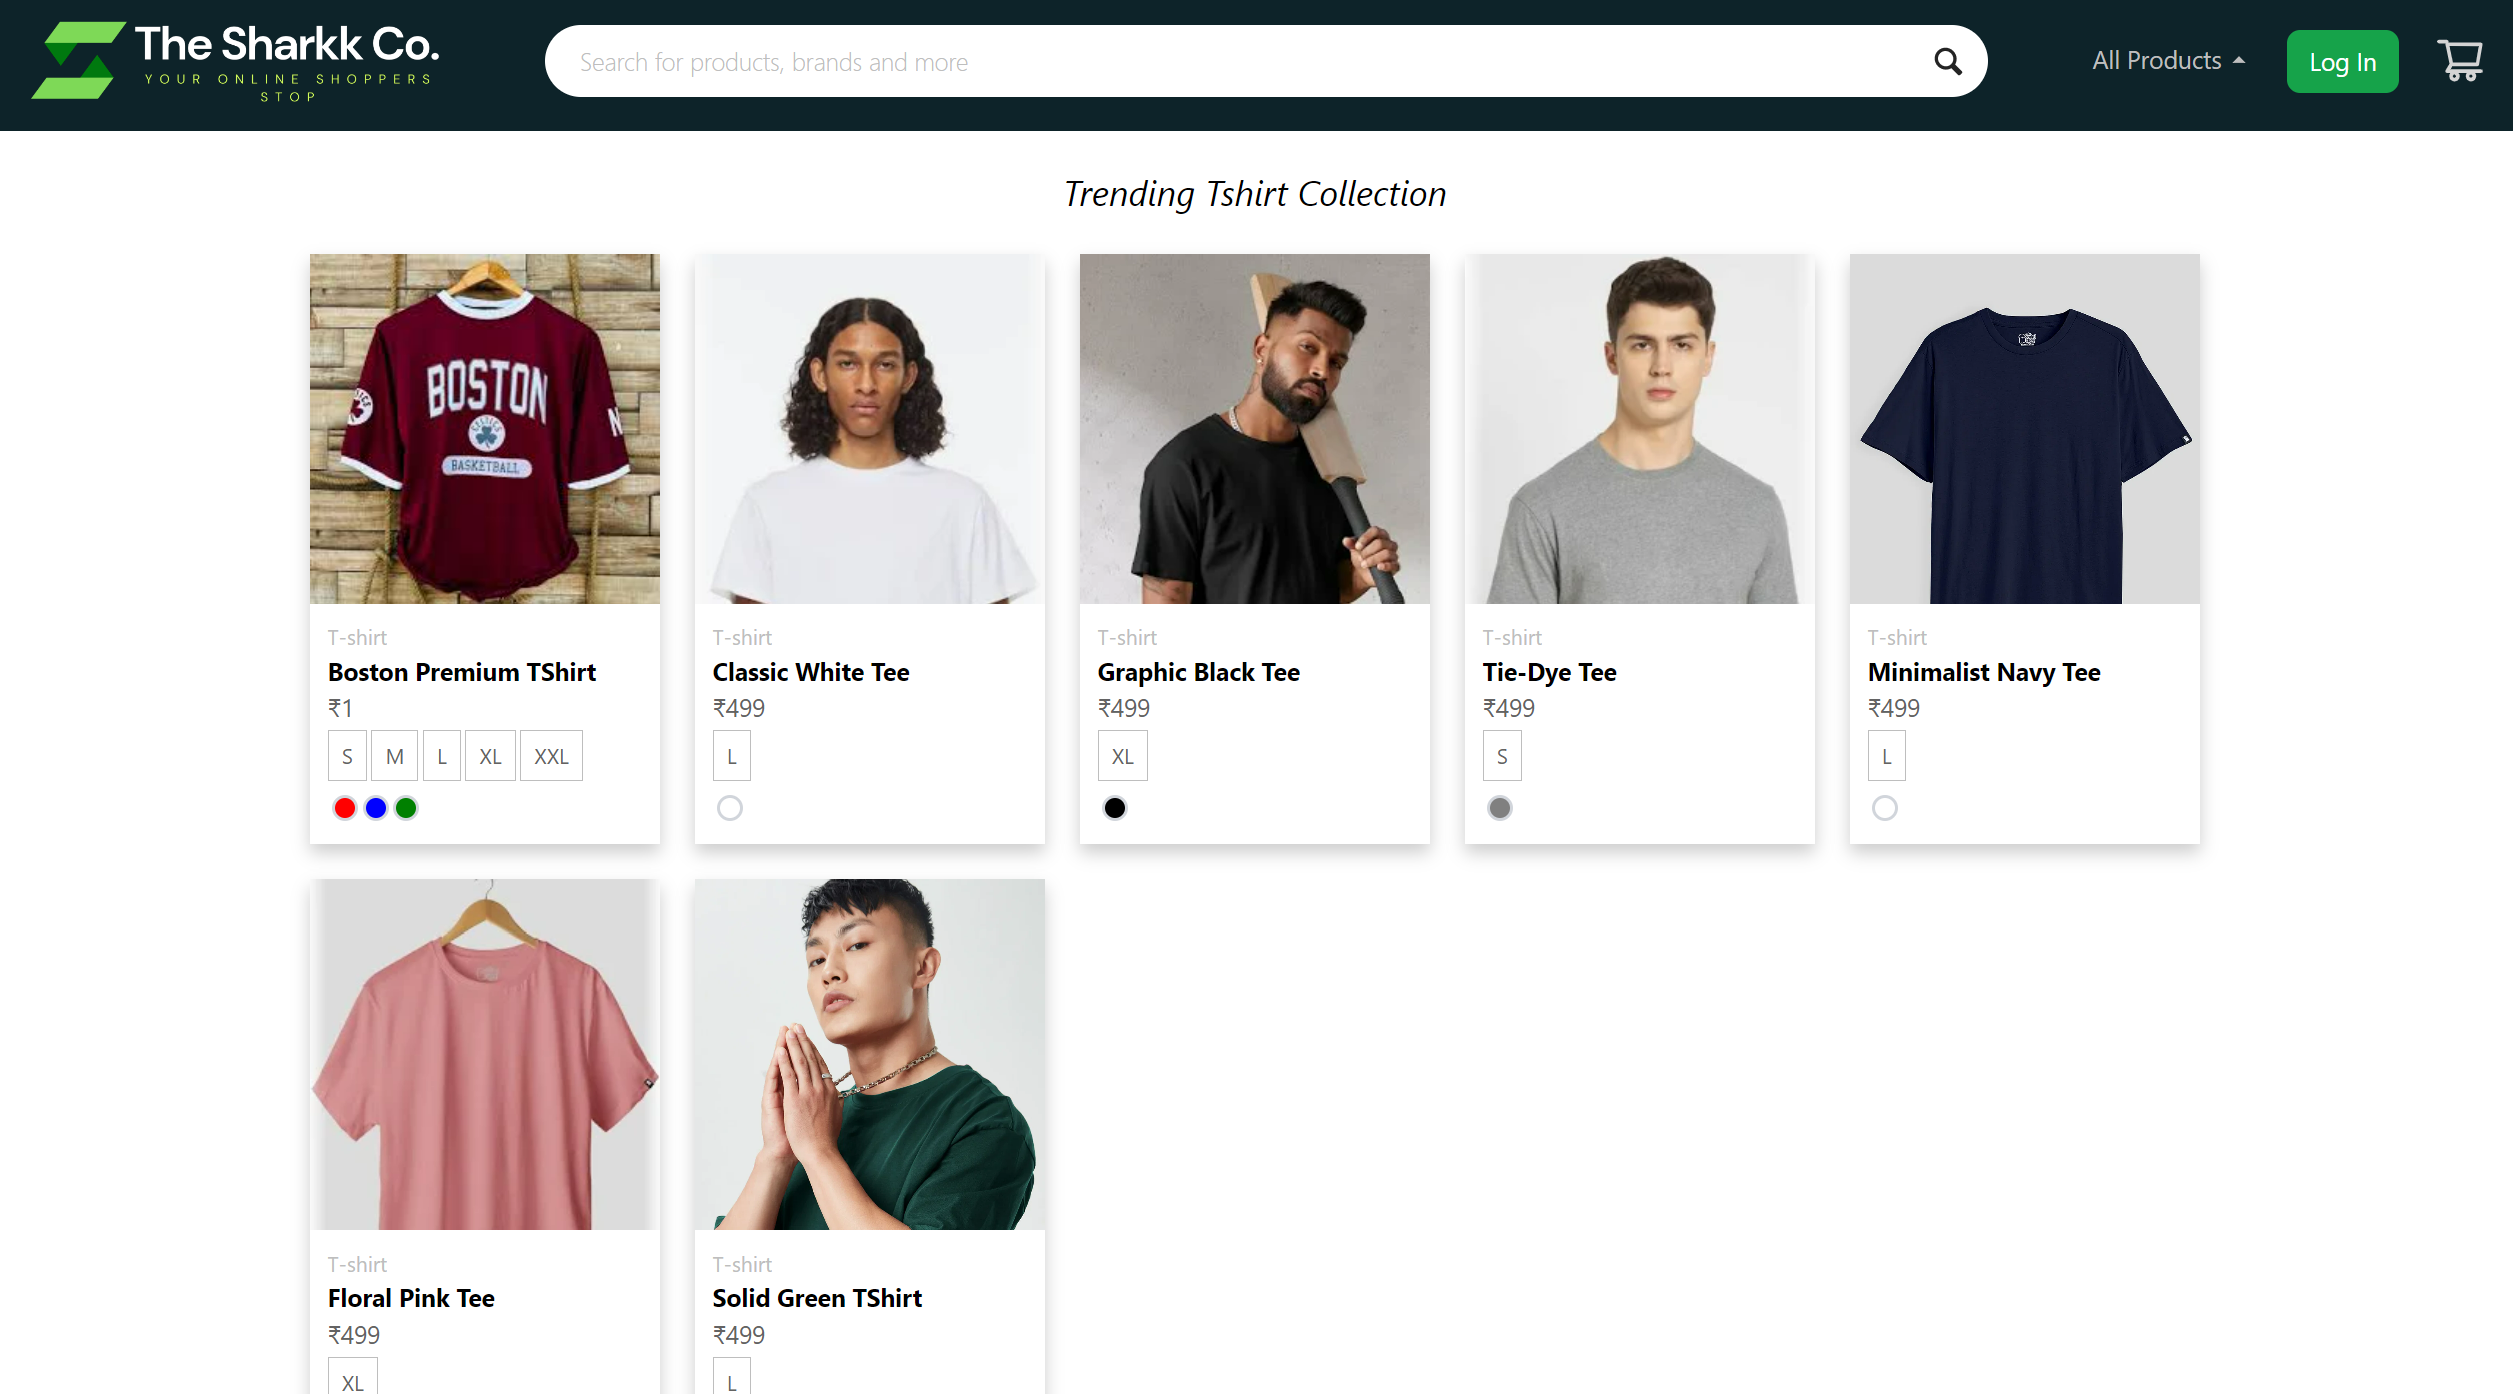 The Sharkk Co.
YOUR ONLINE SHOPPERS
STOP
Search for products, brands and more
All Products
Log In
Trending Tshirt Collection
BOSTON
CELTICS
BASKETBALL
T-shirt
Boston Premium TShirt
₹1
S M L XL XXL
T-shirt
Classic White Tee
₹499
L
T-shirt
Graphic Black Tee
₹499
XL
T-shirt
Tie-Dye Tee
₹499
S
T-shirt
Minimalist Navy Tee
₹499
L
T-shirt
Floral Pink Tee
₹499
XL
T-shirt
Solid Green TShirt
₹499
L